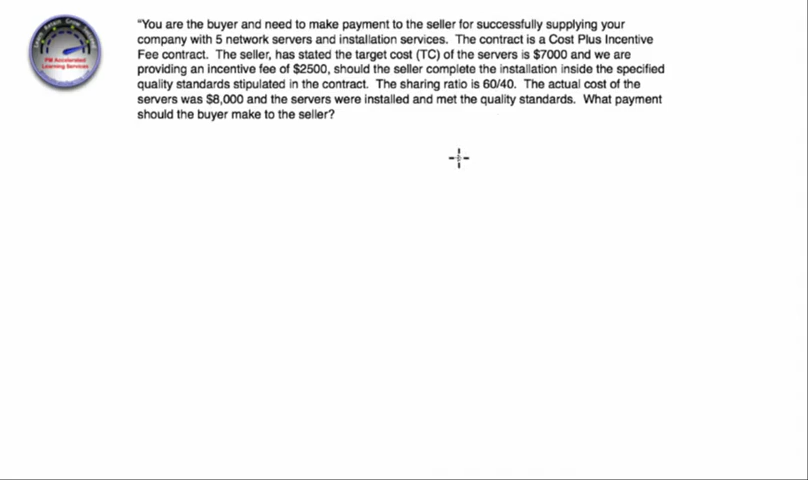 "You are the buyer and need to make payment to the seller for successfully supplying your
company with 5 network servers and installation services.  The contract is a Cost Plus Incentive
Fee contract.  The seller, has stated the target cost (TC) of the servers is $7000 and we are
providing an incentive fee of $2500, should the seller complete the installation inside the specified
quality standards stipulated in the contract.  The sharing ratio is 60/40.  The actual cost of the
servers was $8,000 and the servers were installed and met the quality standards.  What payment
should the buyer make to the seller?
PM Accelerated
Learning Services